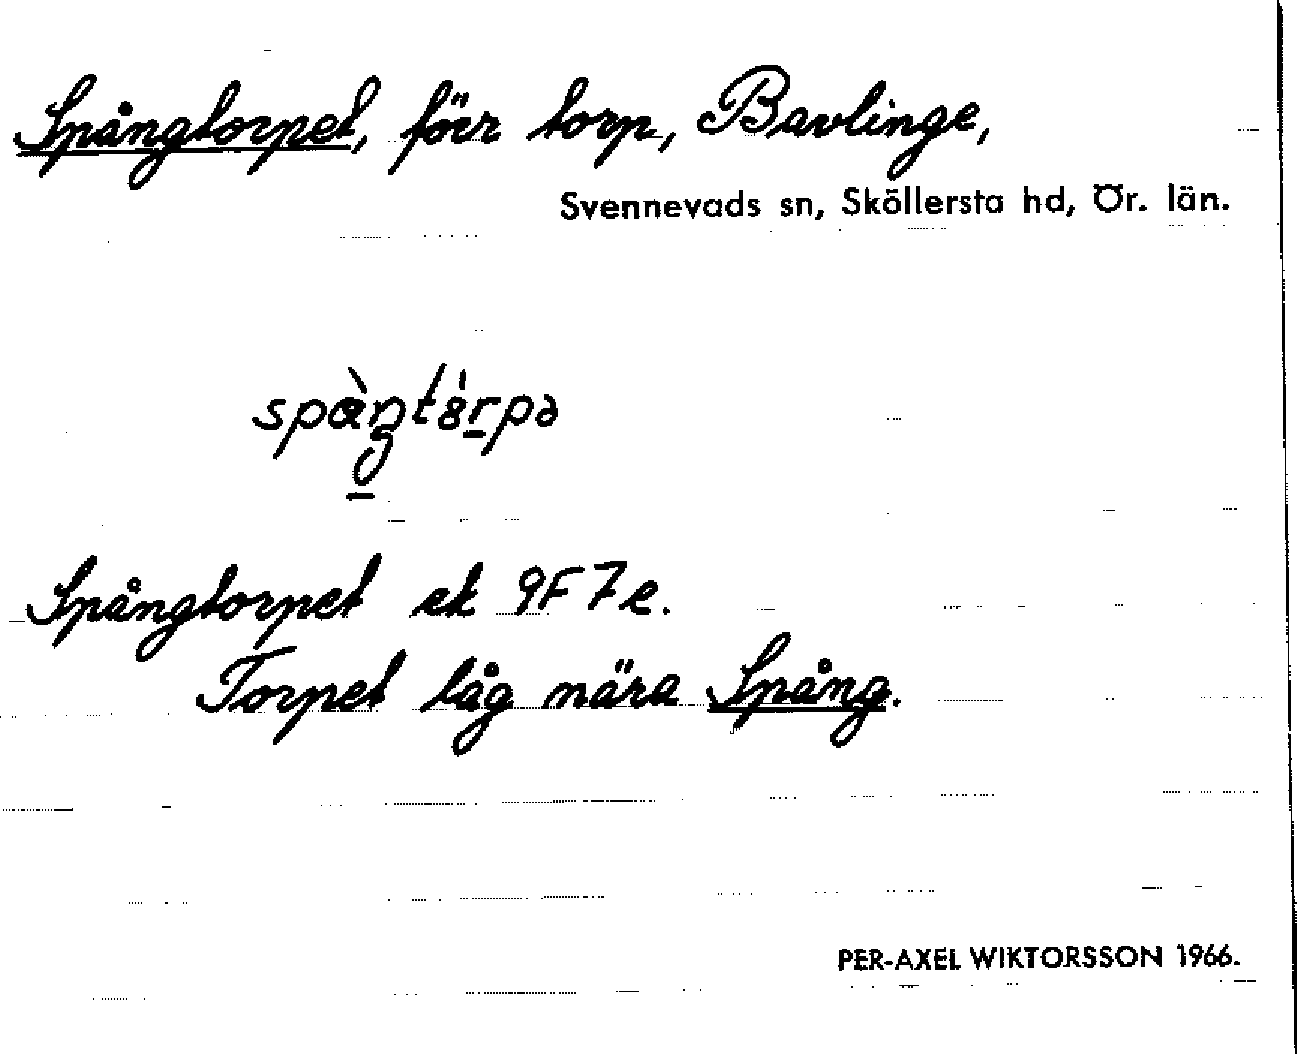 Spångtorpet, förr torp, Bavlinge,
Svennevads sn, Sköllersta hd, Ör. län.
Spångtorpet ek 9F7e.
Torpet låg nära Spång.
PER-AXEL WIKTORSSON 1966.